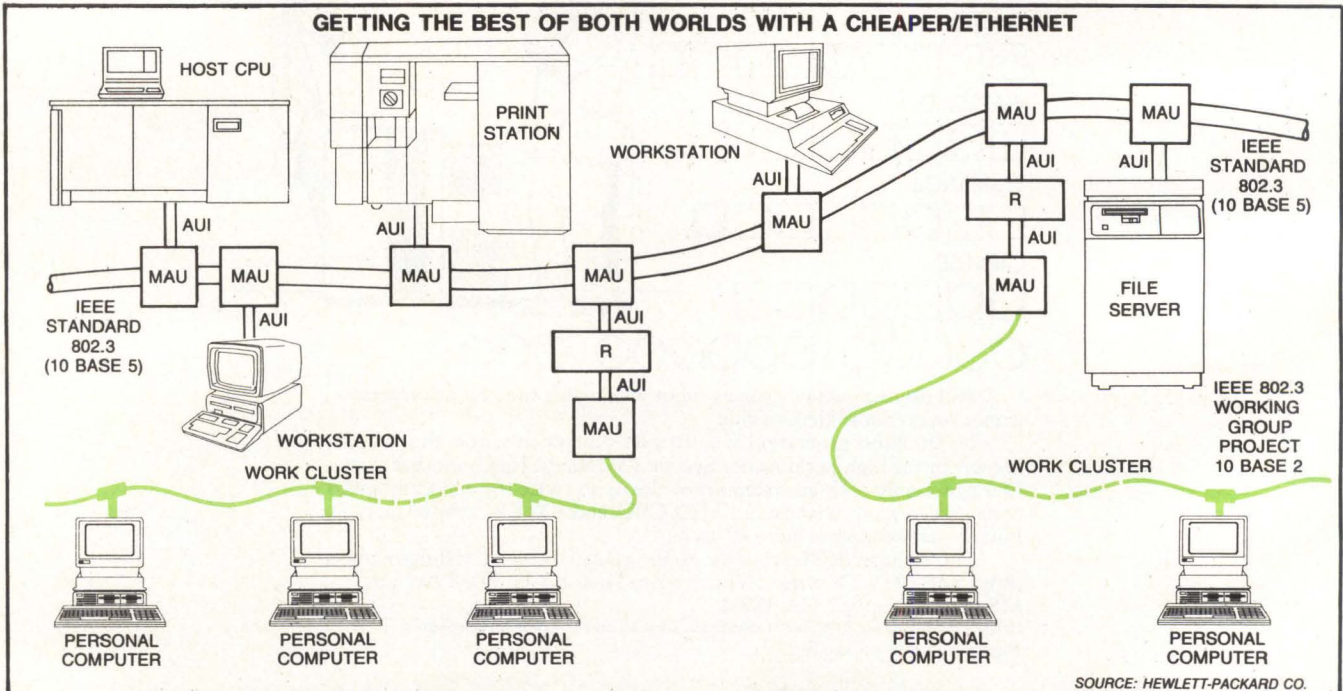 GETTING THE BEST OF BOTH WORLDS WITH A CHEAPER/ETHERNET
HOST CPU
PRINT
STATION
WORKSTATION
MAU
MAU
IEEE
STANDARD
802.3
(10 BASE 5)
AUI
AUI
AUI
AUI
AUI
R
AUI
MAU
MAU
MAU
MAU
MAU
MAU
FILE
SERVER
IEEE
STANDARD
802.3
(10 BASE 5)
AUI
AUI
R
AUI
MAU
WORKSTATION
WORK CLUSTER
WORK CLUSTER
IEEE 802.3
WORKING
GROUP
PROJECT
10 BASE 2
PERSONAL
COMPUTER
PERSONAL
COMPUTER
PERSONAL
COMPUTER
PERSONAL
COMPUTER
PERSONAL
COMPUTER
SOURCE: HEWLETT-PACKARD CO.